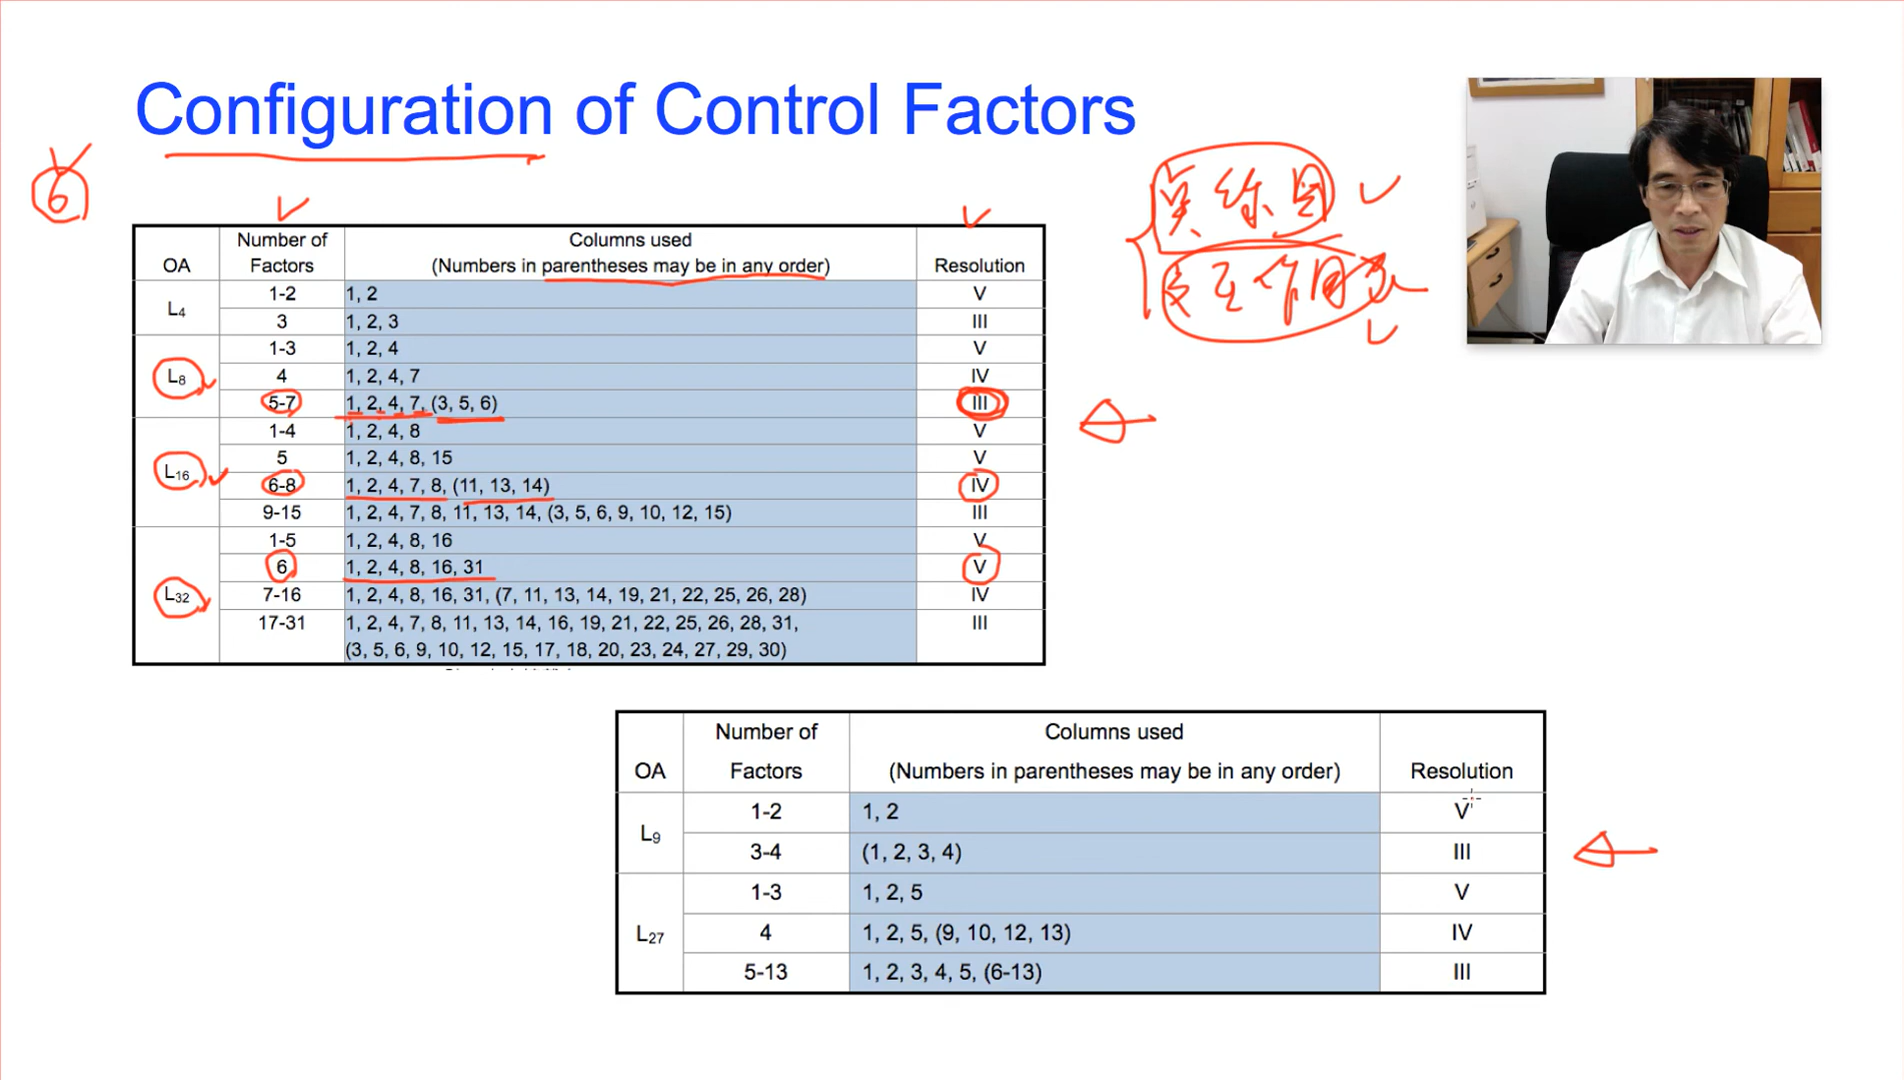 Configuration of Control Factors
6
点線図
交互作用表
OA Number of Factors Columns used (Numbers in parentheses may be in any order) Resolution
L4 1-2 1, 2 V
3 1, 2, 3 III
L8 1-3 1, 2, 4 V
4 1, 2, 4, 7 IV
5-7 1, 2, 4, 7, (3, 5, 6) III
L16 1-4 1, 2, 4, 8 V
5 1, 2, 4, 8, 15 V
6-8 1, 2, 4, 7, 8, (11, 13, 14) IV
9-15 1, 2, 4, 7, 8, 11, 13, 14, (3, 5, 6, 9, 10, 12, 15) III
L32 1-5 1, 2, 4, 8, 16 V
6 1, 2, 4, 8, 16, 31 V
7-16 1, 2, 4, 8, 16, 31, (7, 11, 13, 14, 19, 21, 22, 25, 26, 28) IV
17-31 1, 2, 4, 7, 8, 11, 13, 14, 16, 19, 21, 22, 25, 26, 28, 31, III
(3, 5, 6, 9, 10, 12, 15, 17, 18, 20, 23, 24, 27, 29, 30)
OA Number of Factors Columns used (Numbers in parentheses may be in any order) Resolution
L9 1-2 1, 2 V
3-4 (1, 2, 3, 4) III
L27 1-3 1, 2, 5 V
4 1, 2, 5, (9, 10, 12, 13) IV
5-13 1, 2, 3, 4, 5, (6-13) III